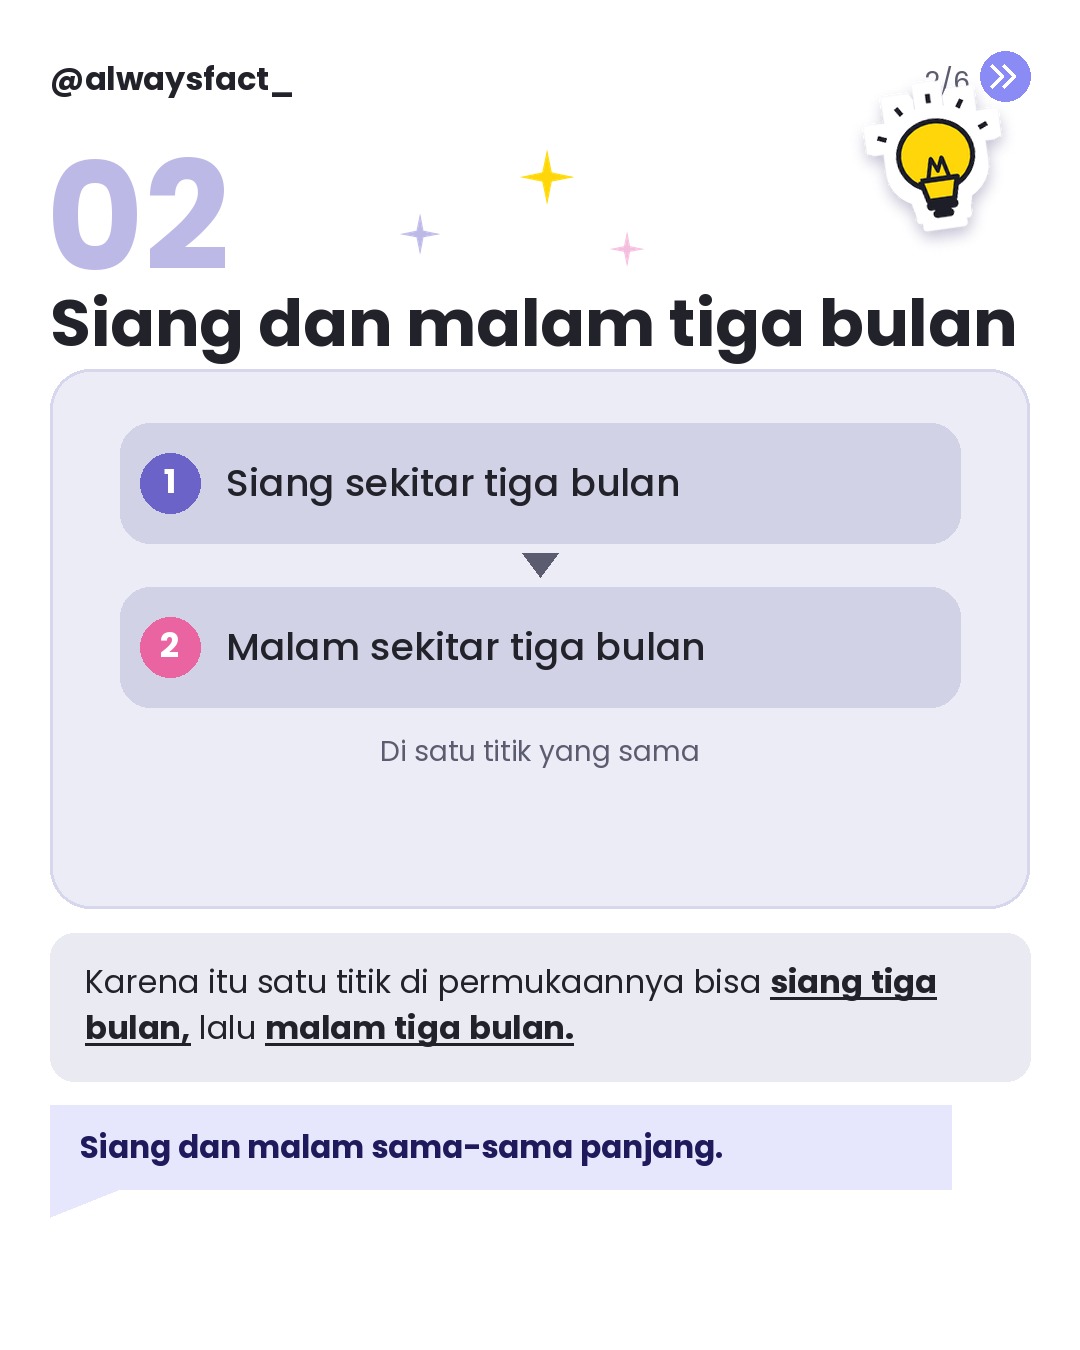 @alwaysfact_
2/6
02
Siang dan malam tiga bulan
1 Siang sekitar tiga bulan
2 Malam sekitar tiga bulan
Di satu titik yang sama
Karena itu satu titik di permukaannya bisa siang tiga
bulan, lalu malam tiga bulan.
Siang dan malam sama-sama panjang.